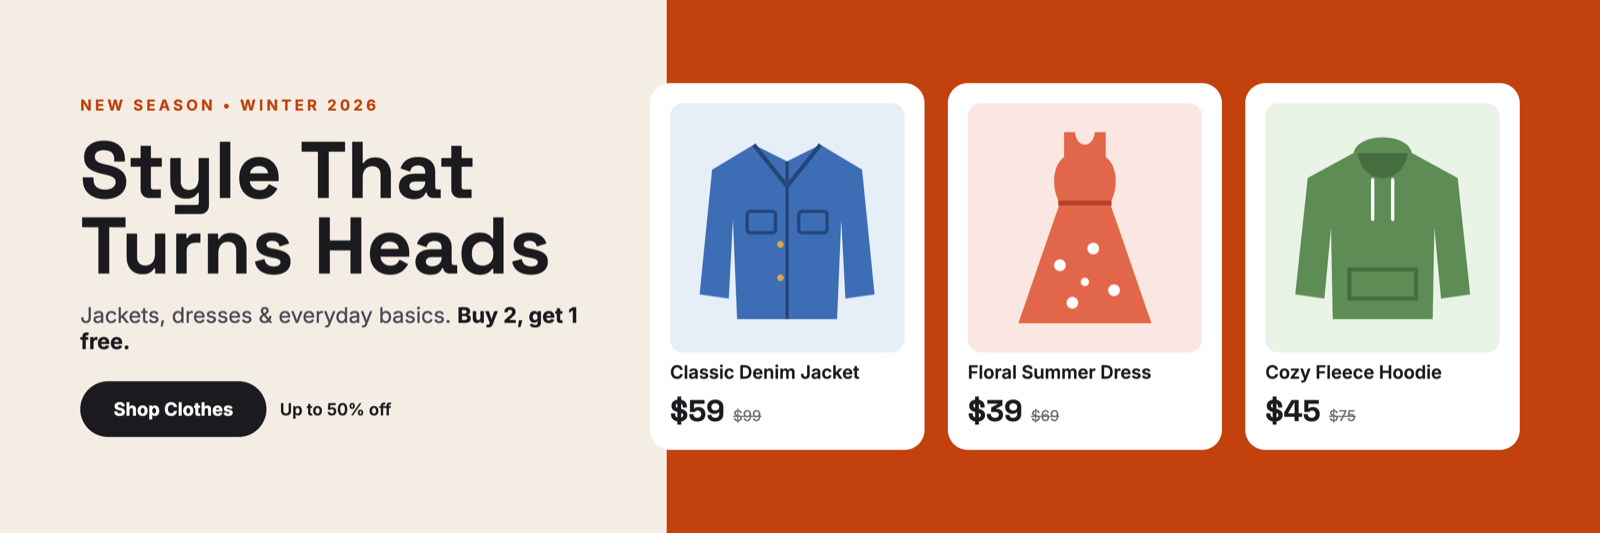 NEW SEASON • WINTER 2026
Style That
Turns Heads
Jackets, dresses & everyday basics. Buy 2, get 1
free.
Shop Clothes
Up to 50% off
Classic Denim Jacket
$59 $99
Floral Summer Dress
$39 $69
Cozy Fleece Hoodie
$45 $75